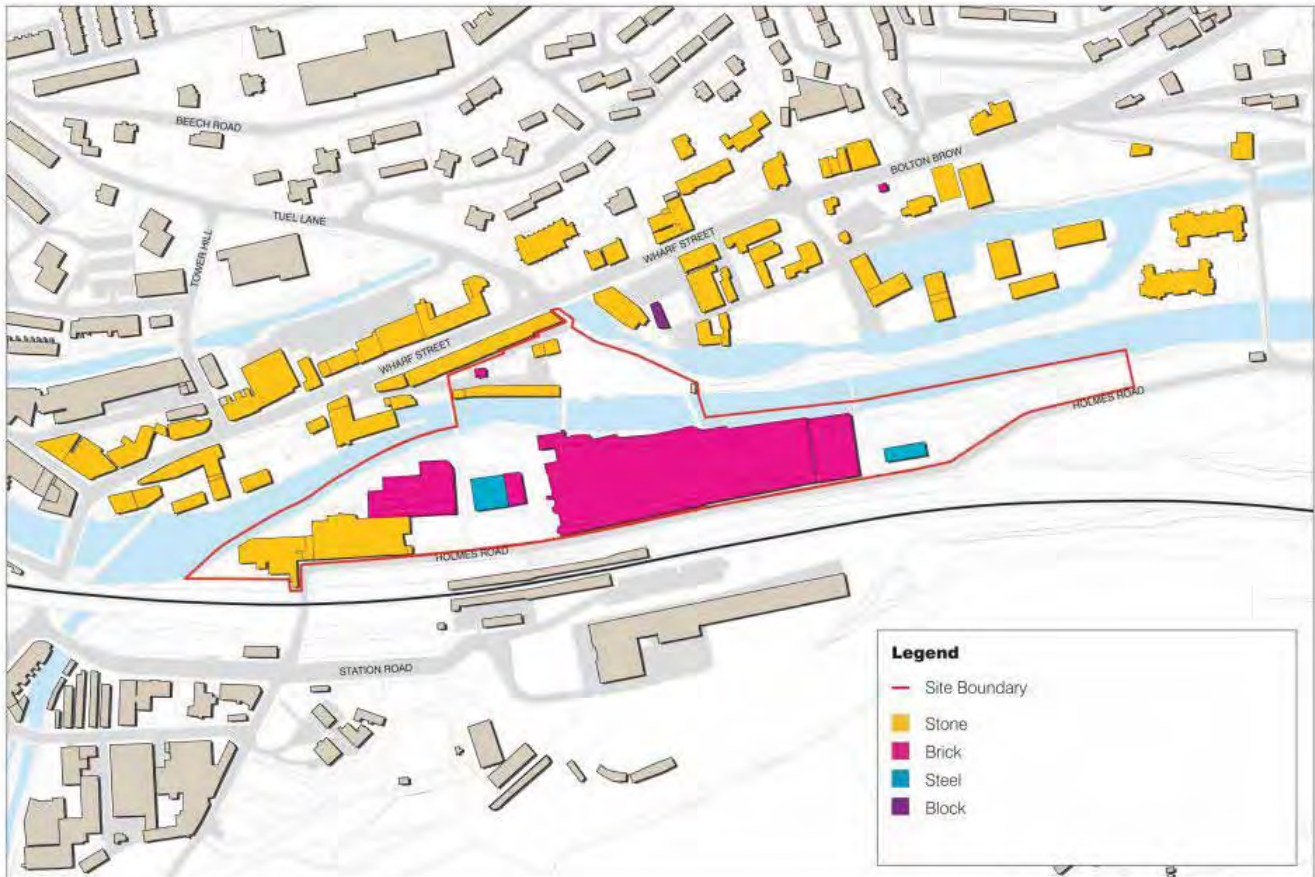 BEECH ROAD
BOLTON BROW
TUEL LANE
TOWER HILL
WHARF STREET
WHARF STREET
HOLMES ROAD
HOLMES ROAD
STATION ROAD
Legend
Site Boundary
Stone
Brick
Steel
Block